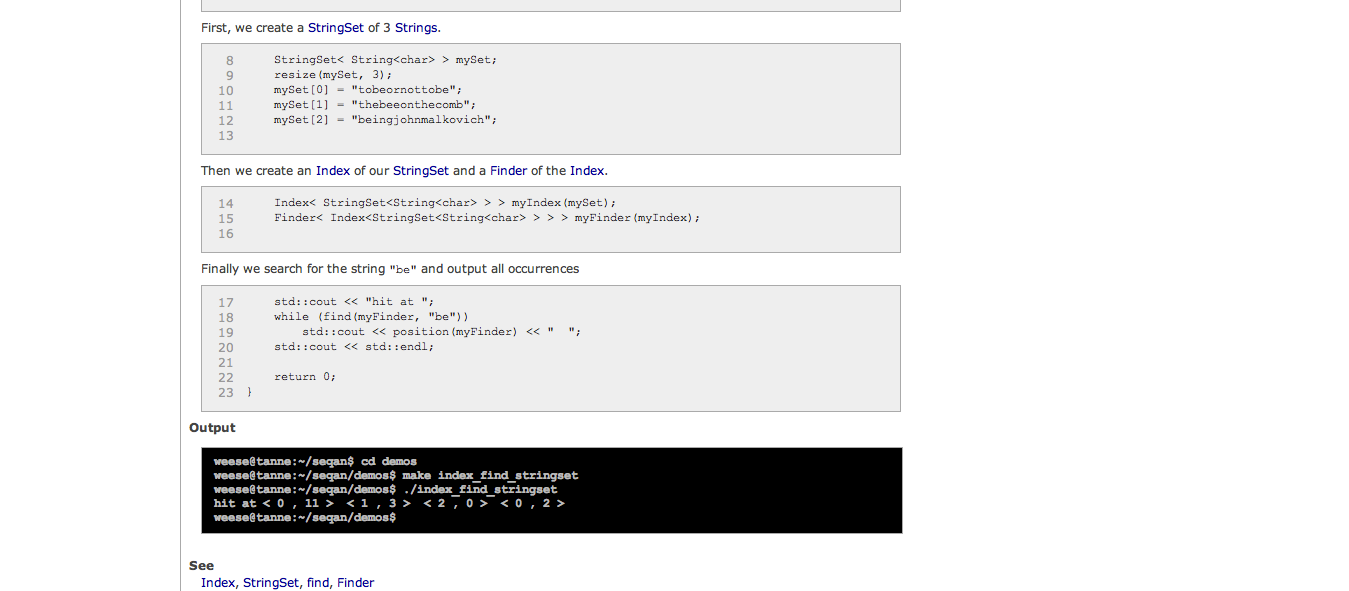 First, we create a StringSet of 3 Strings.
8 StringSet< String<char> > mySet;
9 resize(mySet, 3);
10 mySet[0] = "tobeornottobe";
11 mySet[1] = "thebeeonthecomb";
12 mySet[2] = "beingjohnmalkovich";
13
Then we create an Index of our StringSet and a Finder of the Index.
14 Index< StringSet<String<char> > > myIndex(mySet);
15 Finder< Index<StringSet<String<char> > > > myFinder(myIndex);
16
Finally we search for the string "be" and output all occurrences
17 std::cout << "hit at ";
18 while (find(myFinder, "be"))
19 std::cout << position(myFinder) << "  ";
20 std::cout << std::endl;
21
22 return 0;
23 }
Output
weese@tanne:~/seqan$ cd demos
weese@tanne:~/seqan/demos$ make index_find_stringset
weese@tanne:~/seqan/demos$ ./index_find_stringset
hit at < 0 , 11 >  < 1 , 3 >  < 2 , 0 >  < 0 , 2 >
weese@tanne:~/seqan/demos$
See
Index, StringSet, find, Finder